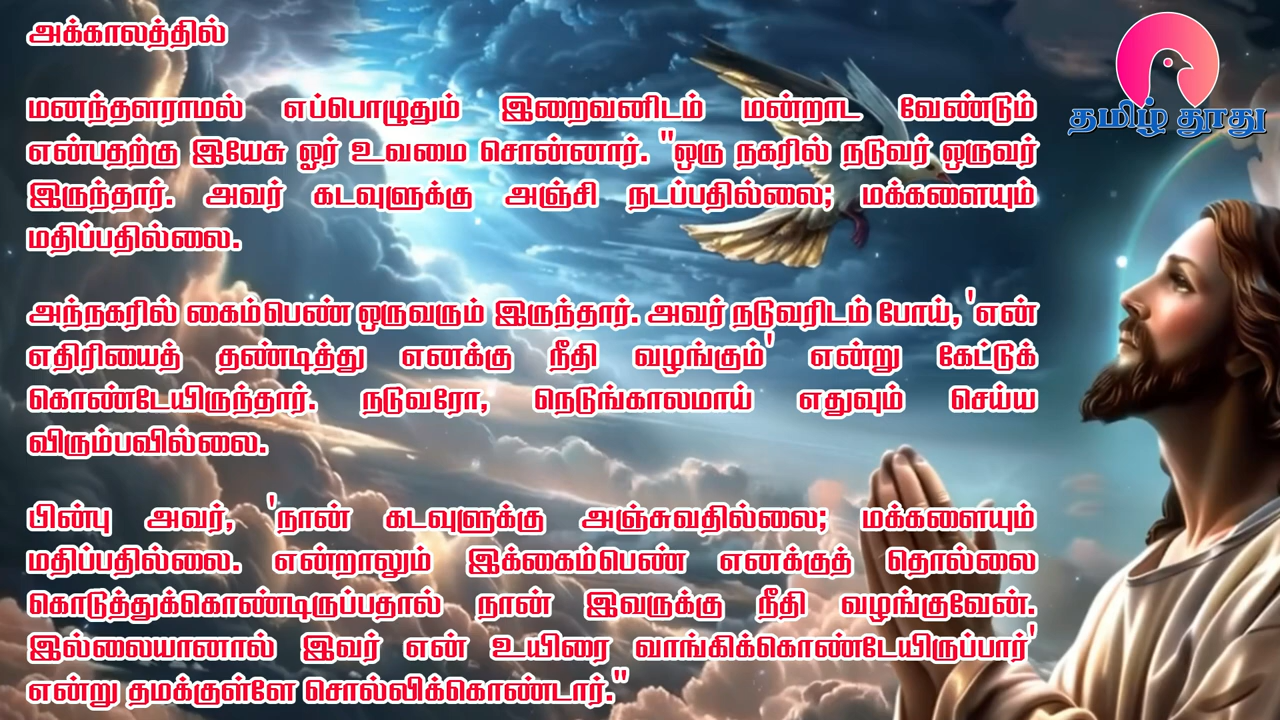 அக்காலத்தில்
மனந்தளராமல் எப்பொழுதும் இறைவனிடம் மன்றாட வேண்டும்
என்பதற்கு இயேசு ஓர் உவமை சொன்னார். "ஒரு நகரில் நடுவர் ஒருவர்
இருந்தார். அவர் கடவுளுக்கு அஞ்சி நடப்பதில்லை; மக்களையும்
மதிப்பதில்லை.
அந்நகரில் கைம்பெண் ஒருவரும் இருந்தார். அவர் நடுவரிடம் போய், 'என்
எதிரியைத் தண்டித்து எனக்கு நீதி வழங்கும்' என்று கேட்டுக்
கொண்டேயிருந்தார். நடுவரோ, நெடுங்காலமாய் எதுவும் செய்ய
விரும்பவில்லை.
பின்பு அவர், 'நான் கடவுளுக்கு அஞ்சுவதில்லை; மக்களையும்
மதிப்பதில்லை. என்றாலும் இக்கைம்பெண் எனக்குத் தொல்லை
கொடுத்துக்கொண்டிருப்பதால் நான் இவருக்கு நீதி வழங்குவேன்.
இல்லையானால் இவர் என் உயிரை வாங்கிக்கொண்டேயிருப்பார்'
என்று தமக்குள்ளே சொல்லிக்கொண்டார்."
தமிழ் தூது